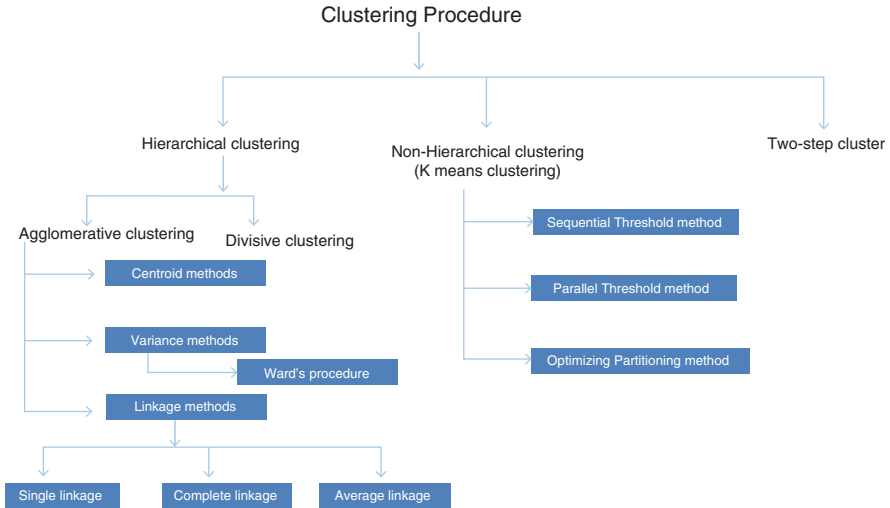 Clustering Procedure
Hierarchical clustering
Non-Hierarchical clustering
(K means clustering)
Two-step cluster
Agglomerative clustering
Divisive clustering
Sequential Threshold method
Centroid methods
Parallel Threshold method
Variance methods
Optimizing Partitioning method
Ward's procedure
Linkage methods
Single linkage
Complete linkage
Average linkage